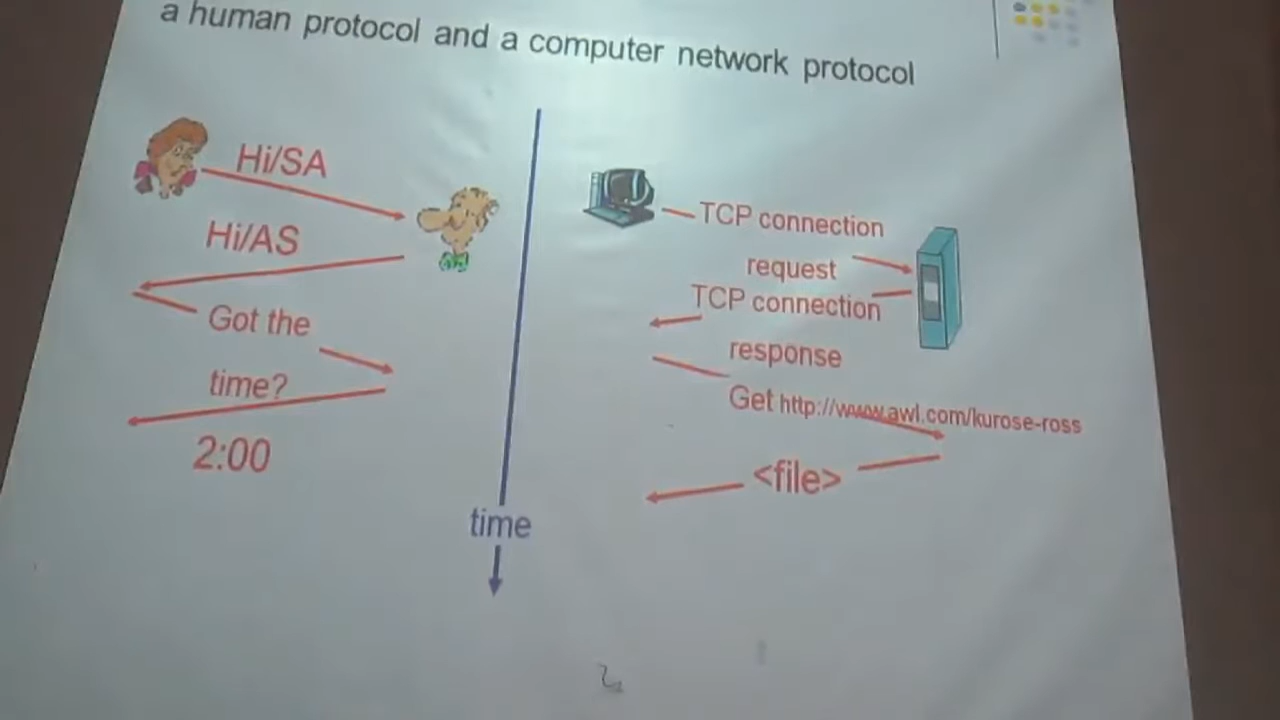 a human protocol and a computer network protocol
Hi/SA
Hi/AS
Got the
time?
2:00
time
TCP connection
request
TCP connection
response
Get http://www.awl.com/kurose-ross
<file>